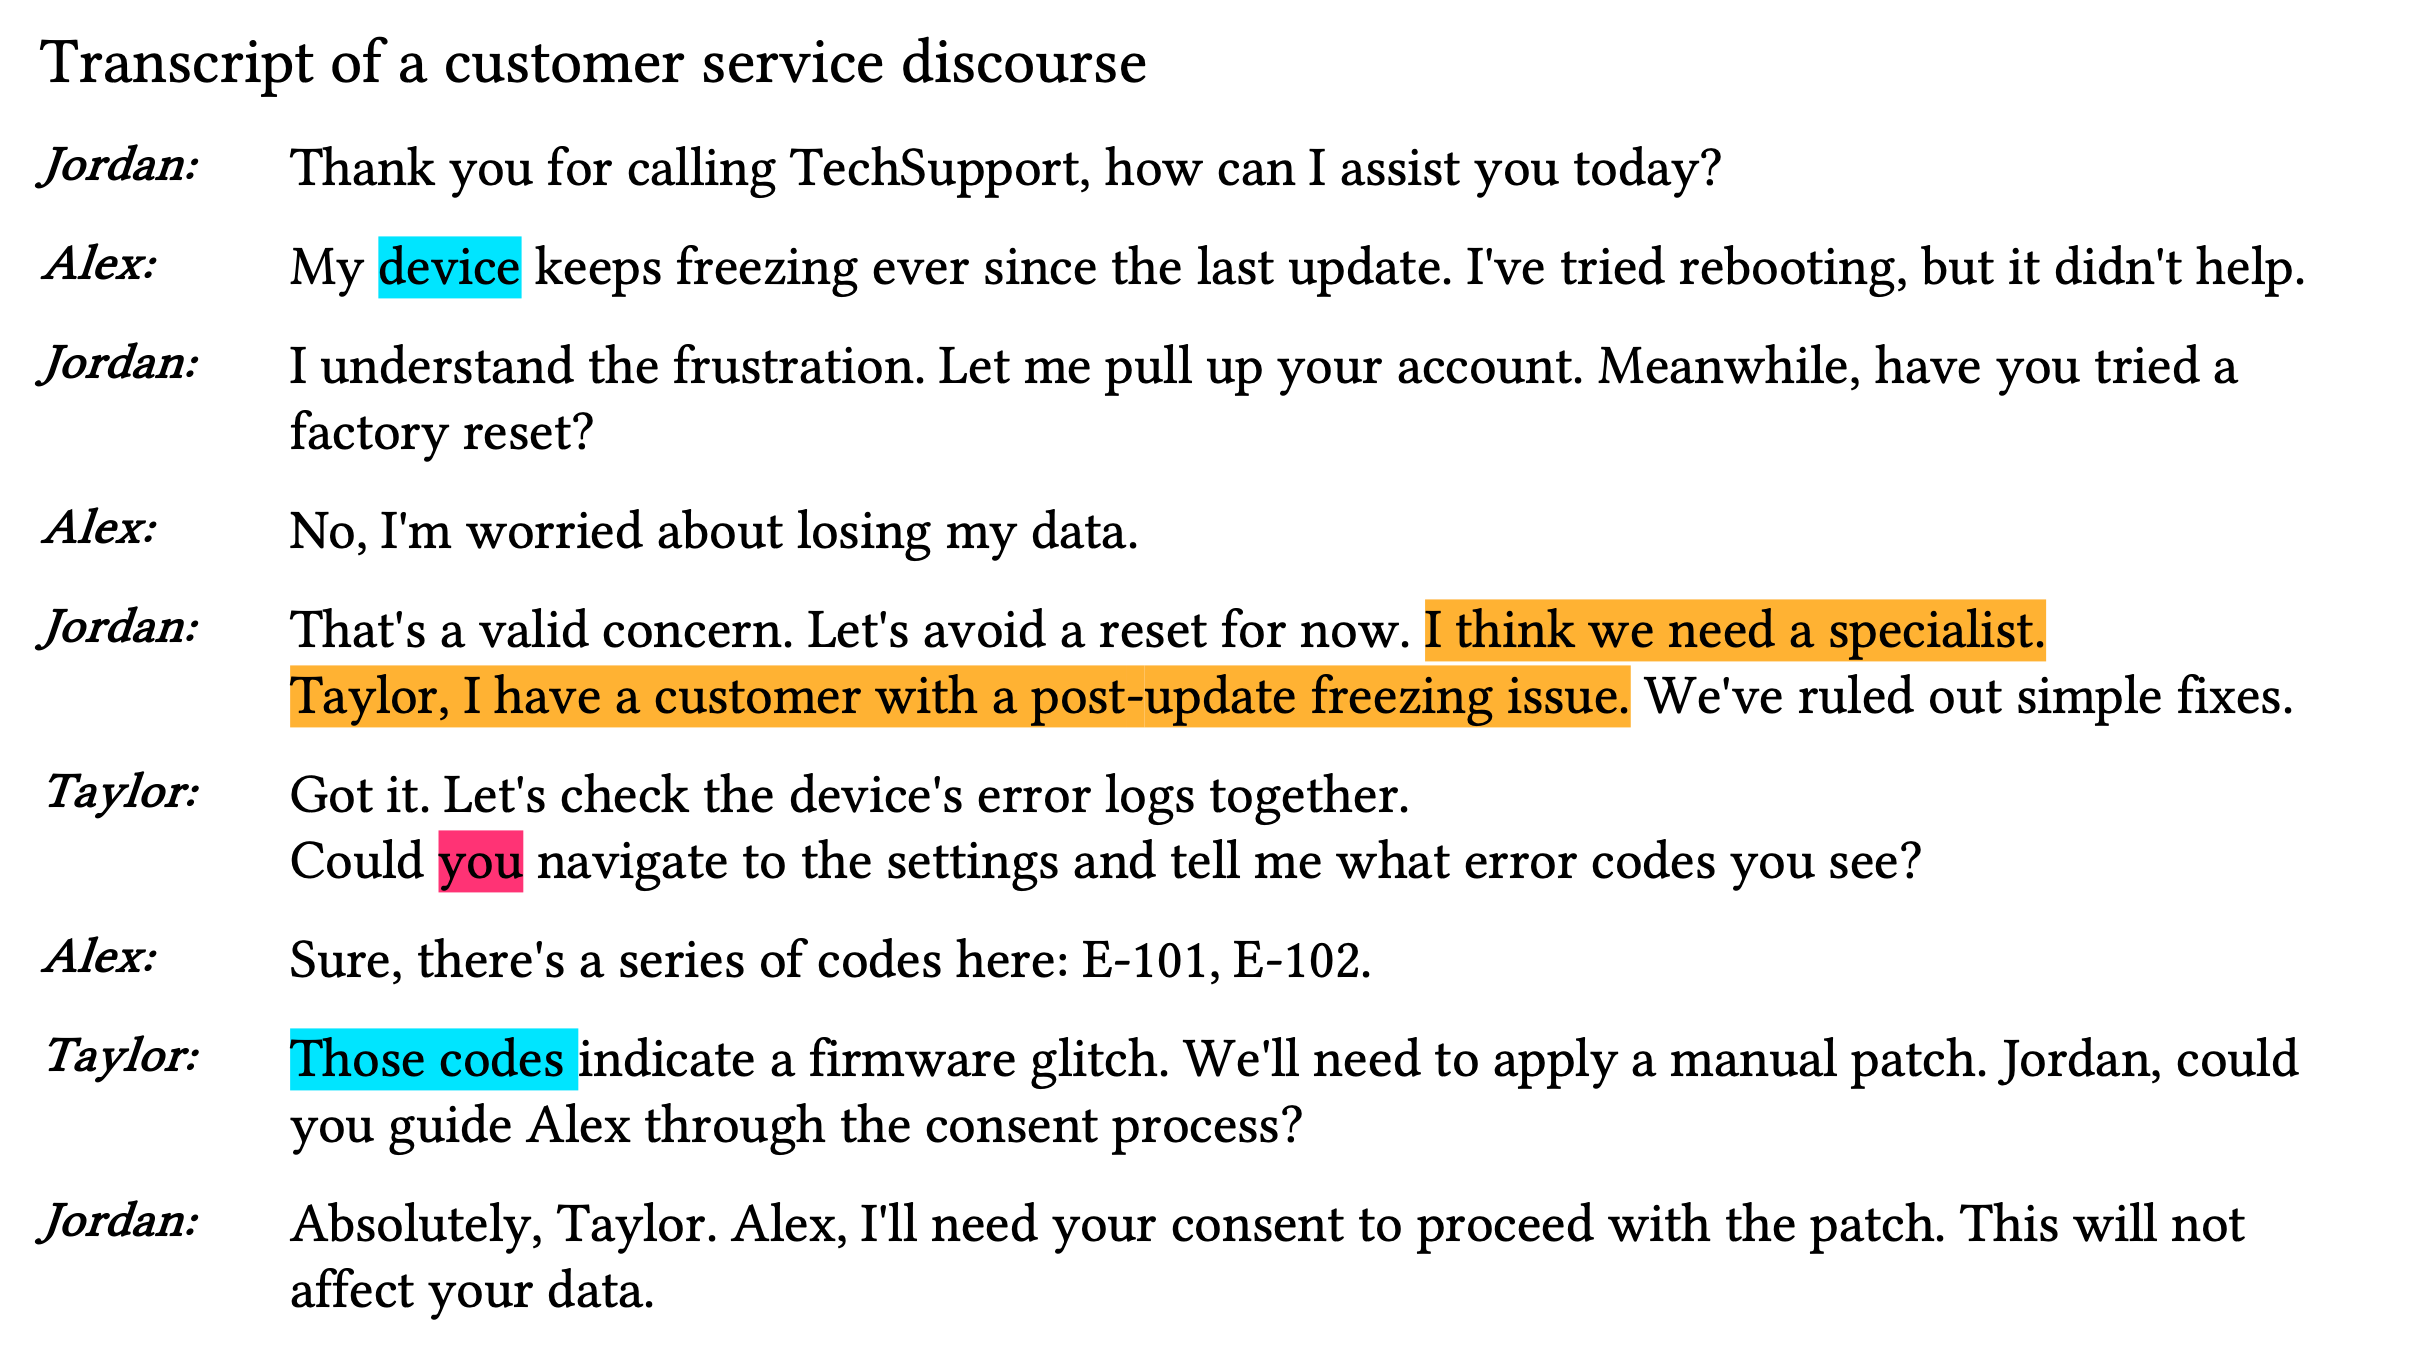 Transcript of a customer service discourse
Jordan: Thank you for calling TechSupport, how can I assist you today?
Alex: My device keeps freezing ever since the last update. I've tried rebooting, but it didn't help.
Jordan: I understand the frustration. Let me pull up your account. Meanwhile, have you tried a
factory reset?
Alex: No, I'm worried about losing my data.
Jordan: That's a valid concern. Let's avoid a reset for now. I think we need a specialist.
Taylor, I have a customer with a post-update freezing issue. We've ruled out simple fixes.
Taylor: Got it. Let's check the device's error logs together.
Could you navigate to the settings and tell me what error codes you see?
Alex: Sure, there's a series of codes here: E-101, E-102.
Taylor: Those codes indicate a firmware glitch. We'll need to apply a manual patch. Jordan, could
you guide Alex through the consent process?
Jordan: Absolutely, Taylor. Alex, I'll need your consent to proceed with the patch. This will not
affect your data.